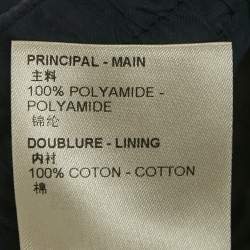 PRINCIPAL - MAIN
主料
100% POLYAMIDE -
POLYAMIDE
锦纶
DOUBLURE - LINING
内衬
100% COTON - COTTON
棉